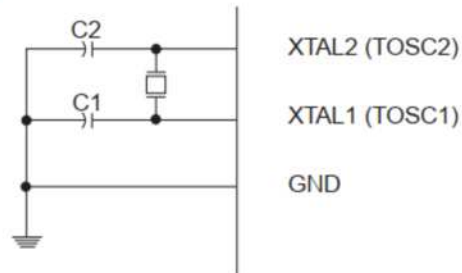 C2
XTAL2 (TOSC2)
C1
XTAL1 (TOSC1)
GND